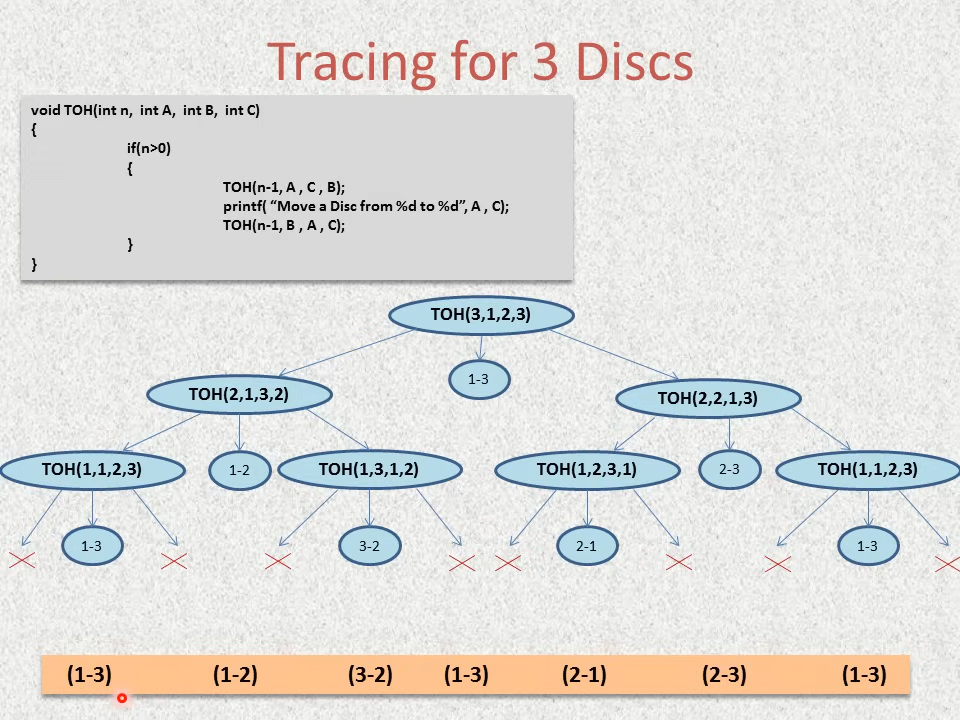 Tracing for 3 Discs
void TOH(int n, int A, int B, int C)
{
if(n>0)
{
TOH(n-1, A , C , B);
printf( “Move a Disc from %d to %d”, A , C);
TOH(n-1, B , A , C);
}
}
TOH(3,1,2,3)
1-3
TOH(2,1,3,2)
TOH(2,2,1,3)
TOH(1,1,2,3)
1-2
TOH(1,3,1,2)
TOH(1,2,3,1)
2-3
TOH(1,1,2,3)
1-3
3-2
2-1
1-3
(1-3) (1-2) (3-2) (1-3) (2-1) (2-3) (1-3)